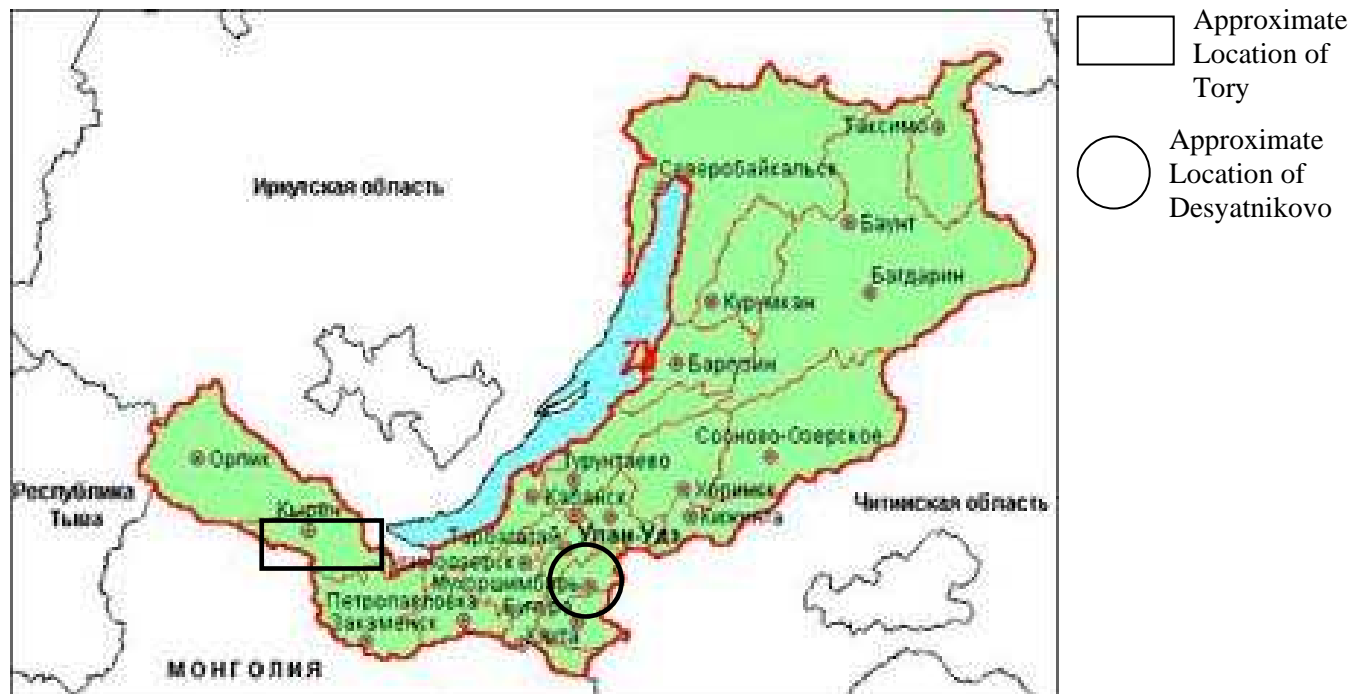 Approximate
Location of
Tory
Approximate
Location of
Desyatnikovo
Таксимо
Северобайкальск
Иркутская область
Баунт
Багдарин
Курумкан
Баргузин
Сосново-Озерское
Орлик
Турунтаево
Республика
Тыва
Кабанск
Хоринск
Читинская область
Кырен
Кижинга
Улан-Удэ
Петропавловка
Закаменск
Кяхта
МОНГОЛИЯ